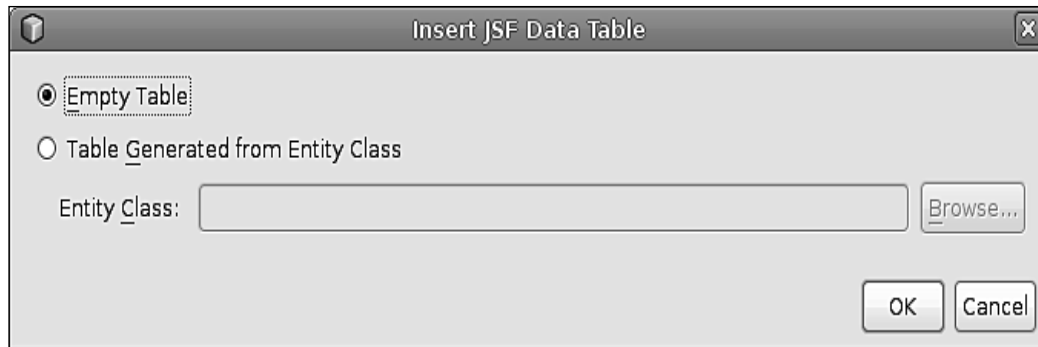 Insert JSF Data Table
Empty Table
Table Generated from Entity Class
Entity Class:
Browse...
OK
Cancel